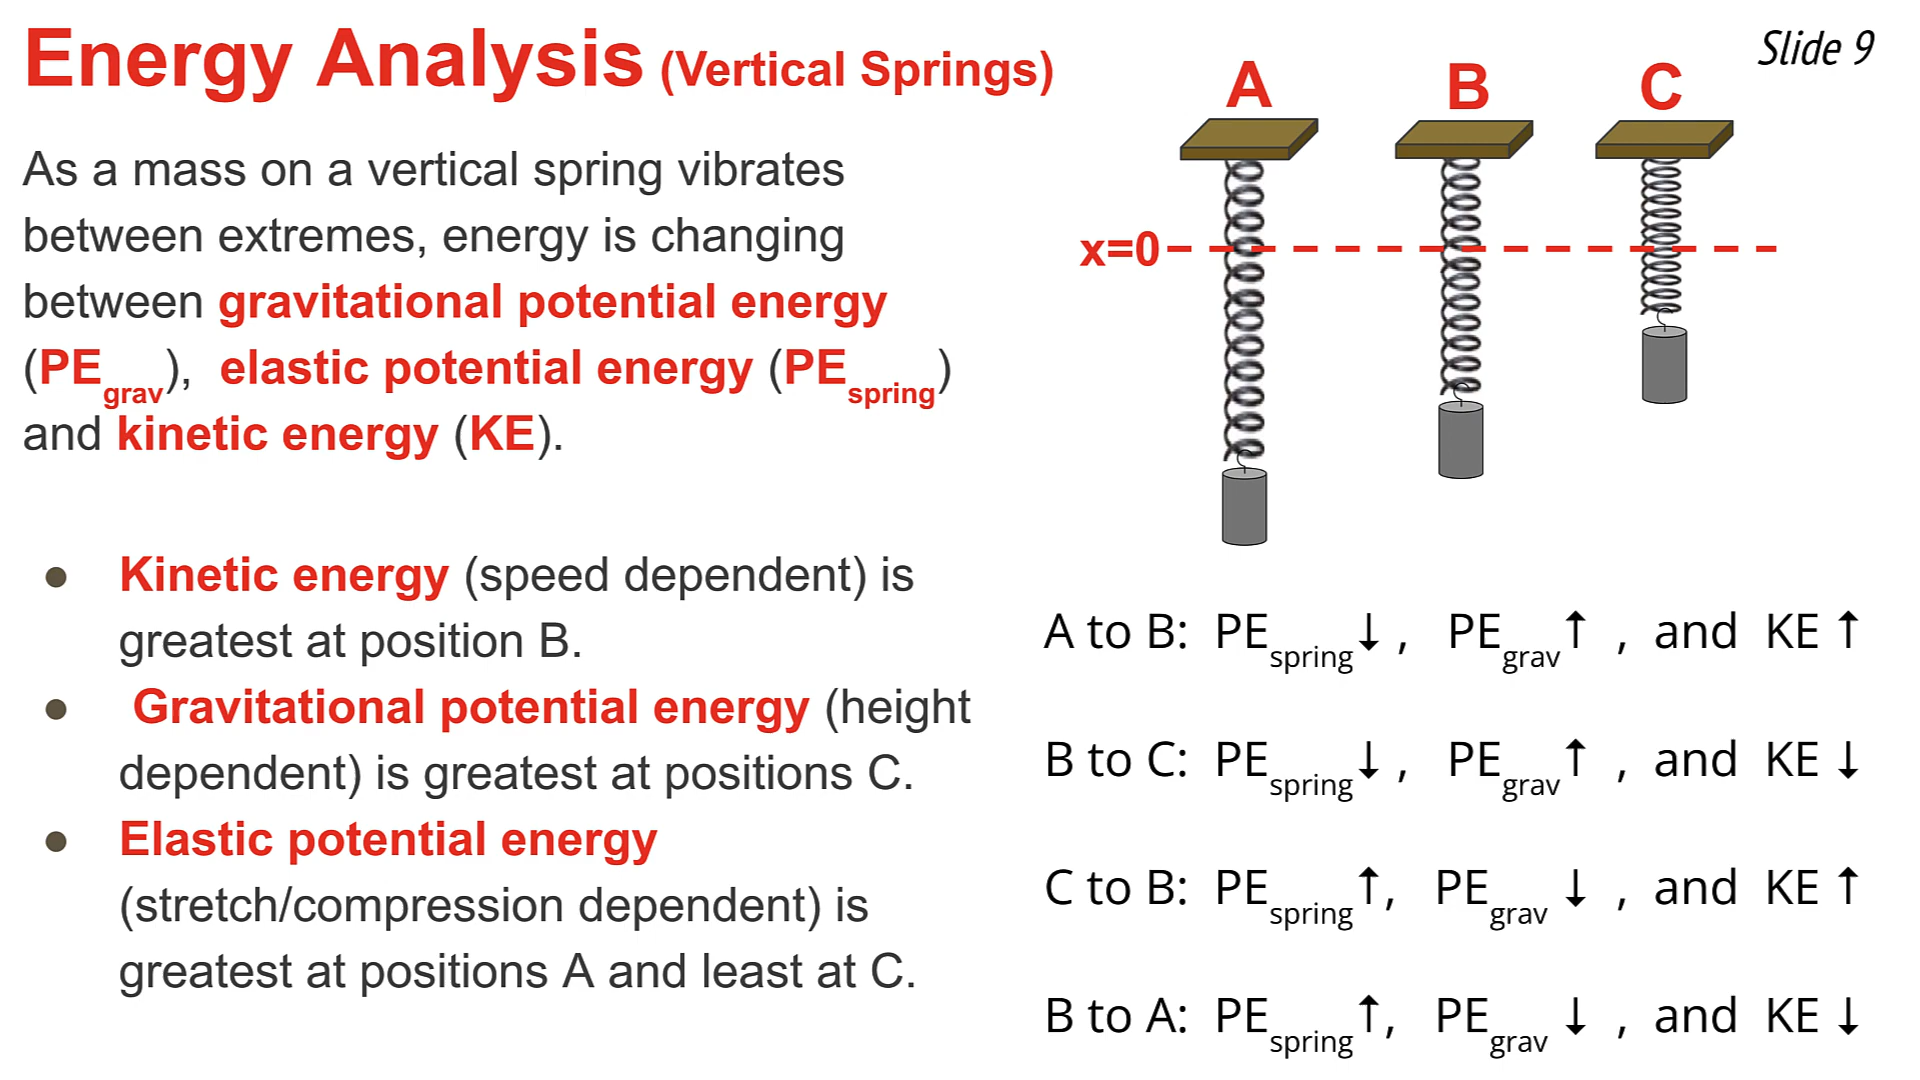 Energy Analysis (Vertical Springs)
Slide 9
As a mass on a vertical spring vibrates
between extremes, energy is changing
between gravitational potential energy
(PEgrav), elastic potential energy (PEspring)
and kinetic energy (KE).
● Kinetic energy (speed dependent) is
greatest at position B.
● Gravitational potential energy (height
dependent) is greatest at positions C.
● Elastic potential energy
(stretch/compression dependent) is
greatest at positions A and least at C.
A B C
x=0
A to B: PEspring↓, PEgrav↑, and KE↑
B to C: PEspring↓, PEgrav↑, and KE↓
C to B: PEspring↑, PEgrav↓, and KE↑
B to A: PEspring↑, PEgrav↓, and KE↓